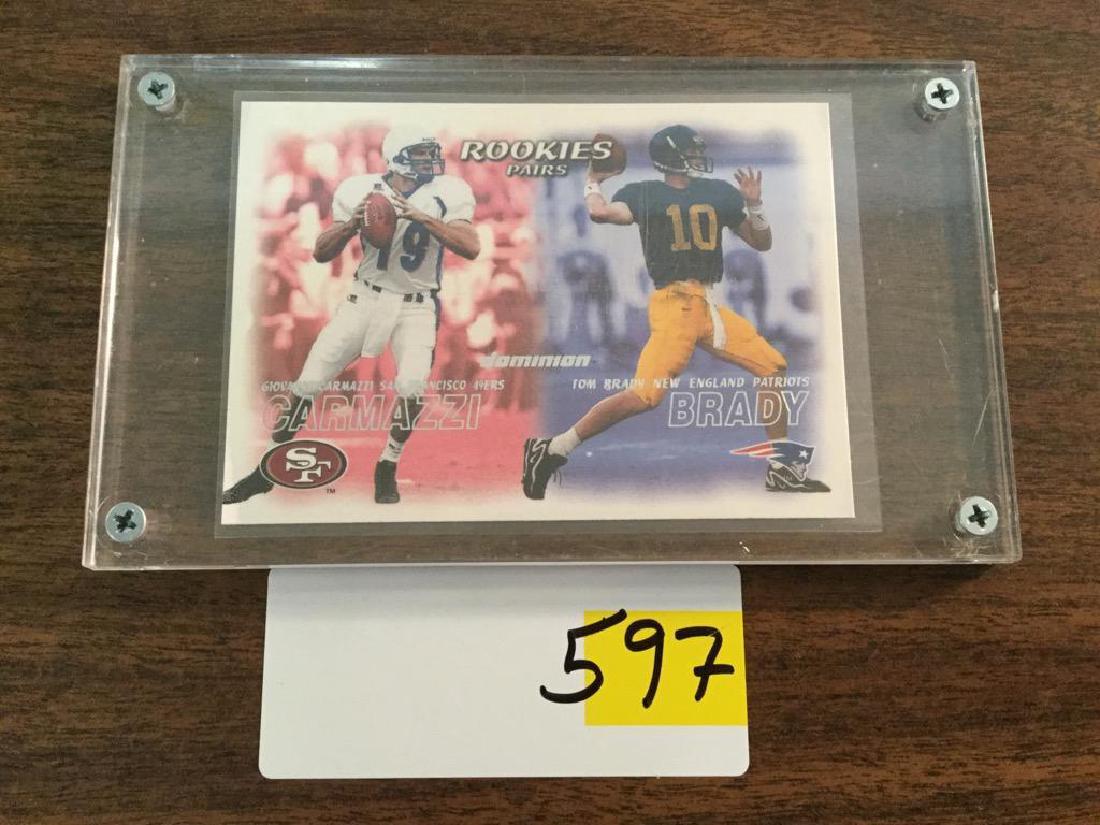 ROOKIES
PAIRS
19
10
dominion
GIOVANNI CARMAZZI SAN FRANCISCO 49ERS
TOM BRADY NEW ENGLAND PATRIOTS
CARMAZZI
BRADY
SF
TM
597